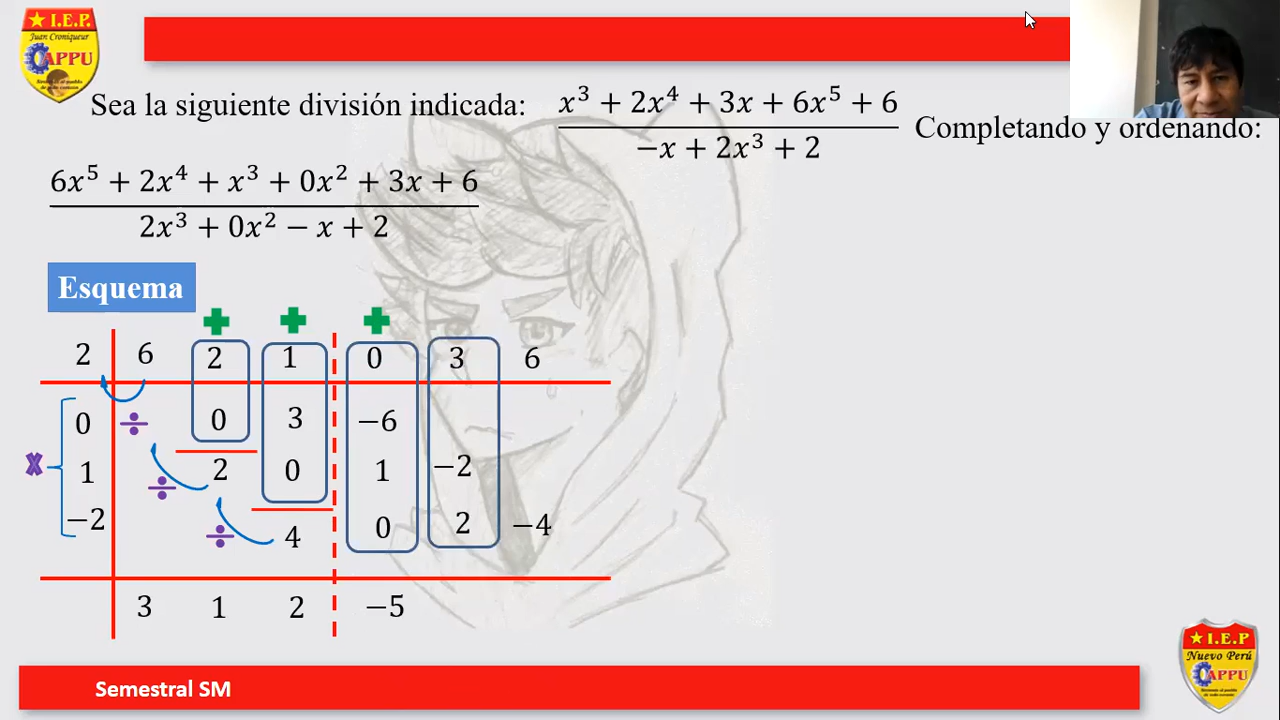 I.E.P.
Juan Croniqueur
CAPPU
Sea la siguiente división indicada: x³ + 2x⁴ + 3x + 6x⁵ + 6 / −x + 2x³ + 2 Completando y ordenando:
6x⁵ + 2x⁴ + x³ + 0x² + 3x + 6
2x³ + 0x² − x + 2
Esquema
+ + +
2 6 2 1 0 3 6
0 ÷ 0 3 −6
× 1 ÷ 2 0 1 −2
−2 ÷ 4 0 2 −4
3 1 2 −5
Semestral SM
I.E.P
Nuevo Perú
CAPPU